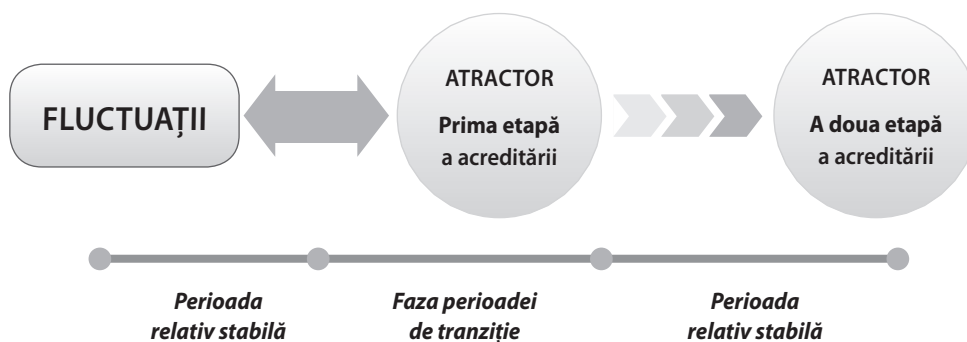 FLUCTUAȚII
ATRACTOR
Prima etapă
a acreditării
ATRACTOR
A doua etapă
a acreditării
Perioada
relativ stabilă
Faza perioadei
de tranziție
Perioada
relativ stabilă